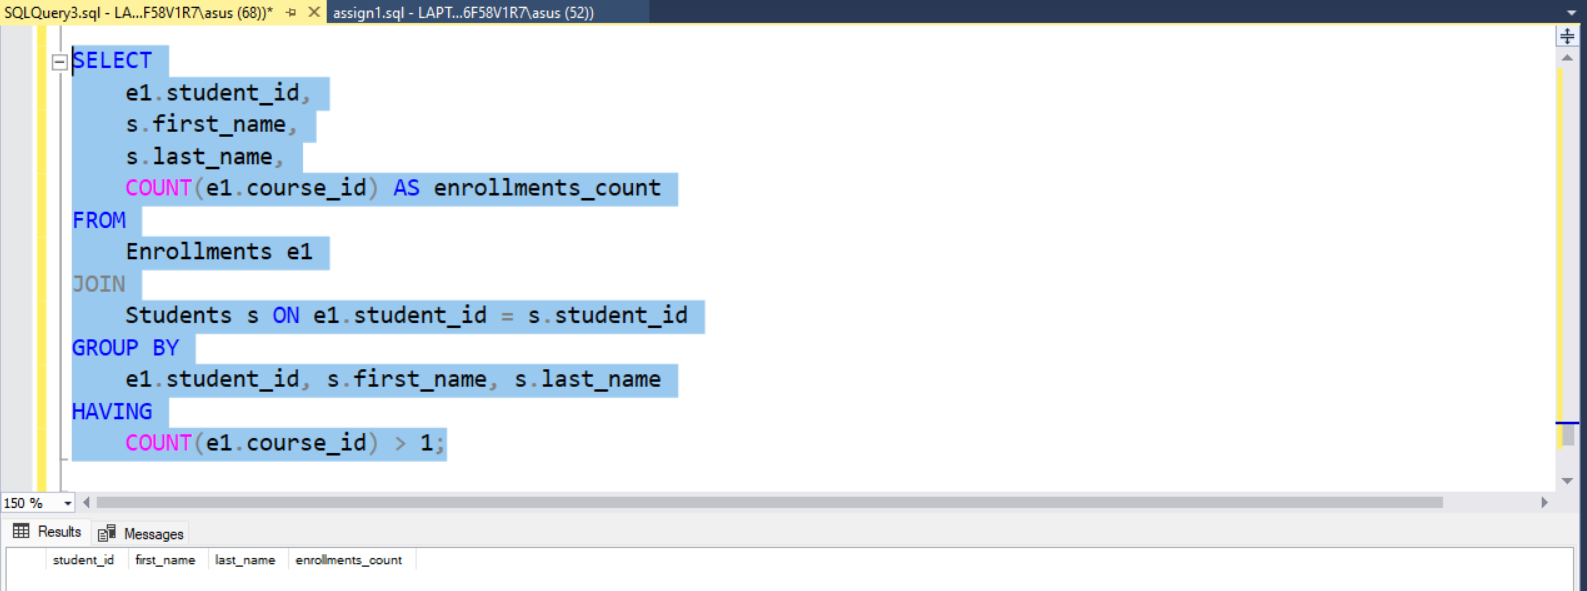 SQLQuery3.sql - LA...F58V1R7\asus (68))* assign1.sql - LAPT...6F58V1R7\asus (52))
SELECT
e1.student_id,
s.first_name,
s.last_name,
COUNT(e1.course_id) AS enrollments_count
FROM
Enrollments e1
JOIN
Students s ON e1.student_id = s.student_id
GROUP BY
e1.student_id, s.first_name, s.last_name
HAVING
COUNT(e1.course_id) > 1;
150 %
Results Messages
student_id first_name last_name enrollments_count